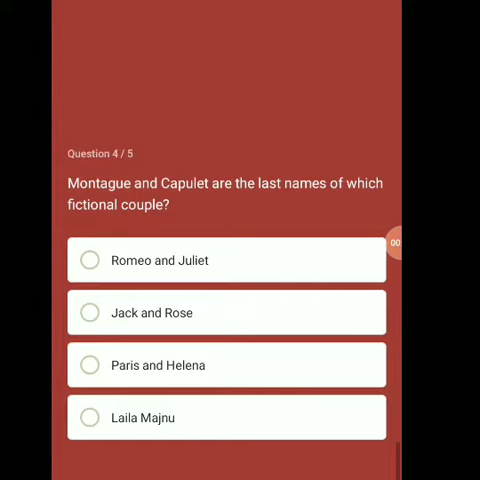 Question 4 / 5
Montague and Capulet are the last names of which
fictional couple?
00
Romeo and Juliet
Jack and Rose
Paris and Helena
Laila Majnu